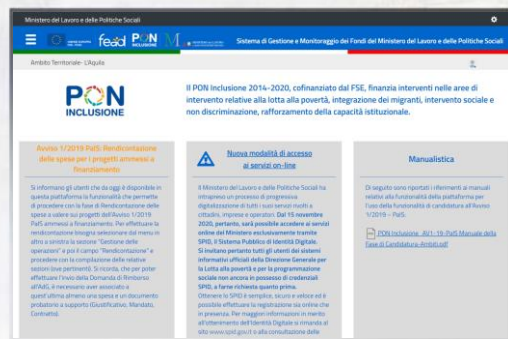 Ministero del Lavoro e delle Politiche Sociali
fead PON INCLUSIONE
Sistema di Gestione e Monitoraggio dei Fondi del Ministero del Lavoro e delle Politiche Sociali
Ambito Territoriale- L'Aquila
PON
INCLUSIONE
Il PON Inclusione 2014-2020, cofinanziato dal FSE, finanzia interventi nelle aree di
intervento relative alla lotta alla povertà, integrazione dei migranti, intervento sociale e
non discriminazione, rafforzamento della capacità istituzionale.
Avviso 1/2019 PaIS: Rendicontazione
delle spese per i progetti ammessi a
finanziamento
Si informano gli utenti che da oggi è disponibile in
questa piattaforma la funzionalità che permette
di procedere con la fase di Rendicontazione delle
spese a valere sui progetti dell'Avviso 1/2019
PaIS ammessi a finanziamento. Per effettuare la
rendicontazione bisogna selezionare dal menu in
altro a sinistra la sezione "Gestione delle
operazioni" e poi il campo "Rendicontazione" e
procedere con la compilazione delle relative
sezioni (ove pertinenti). Si ricorda, che per poter
effettuare l'invio della Domanda di Rimborso
all'AdG, è necessario aver associato a
quest'ultima almeno una spesa e un documento
probatorio a supporto (Giustificativo, Mandato,
Contratto).
Nuova modalità di accesso
ai servizi on-line
Il Ministero del Lavoro e delle Politiche Sociali ha
intrapreso un processo di progressiva
digitalizzazione di tutti i suoi servizi rivolti a
cittadini, imprese e operatori. Dal 15 novembre
2020, pertanto, sarà possibile accedere ai servizi
online del Ministero esclusivamente tramite
SPID, il Sistema Pubblico di Identità Digitale.
Si invitano pertanto tutti gli utenti dei sistemi
informativi ufficiali della Direzione Generale per
la Lotta alla povertà e per la programmazione
sociale non ancora in possesso di credenziali
SPID, a farne richiesta quanto prima.
Ottenere lo SPID è semplice, sicuro e veloce ed è
possibile effettuare la registrazione sia online che
in presenza. Per maggiori informazioni in merito
all'ottenimento dell'Identità Digitale si rimanda al
sito www.spid.gov.it o alla consultazione delle
Manualistica
Di seguito sono riportati i riferimenti ai manuali
relativi alla funzionalità della piattaforma per
l'uso della funzionalità di candidatura all'Avviso
1/2019 – PaIS.
PON Inclusione_AV1-19-PaIS Manuale della
Fase di Candidatura-Ambiti.pdf